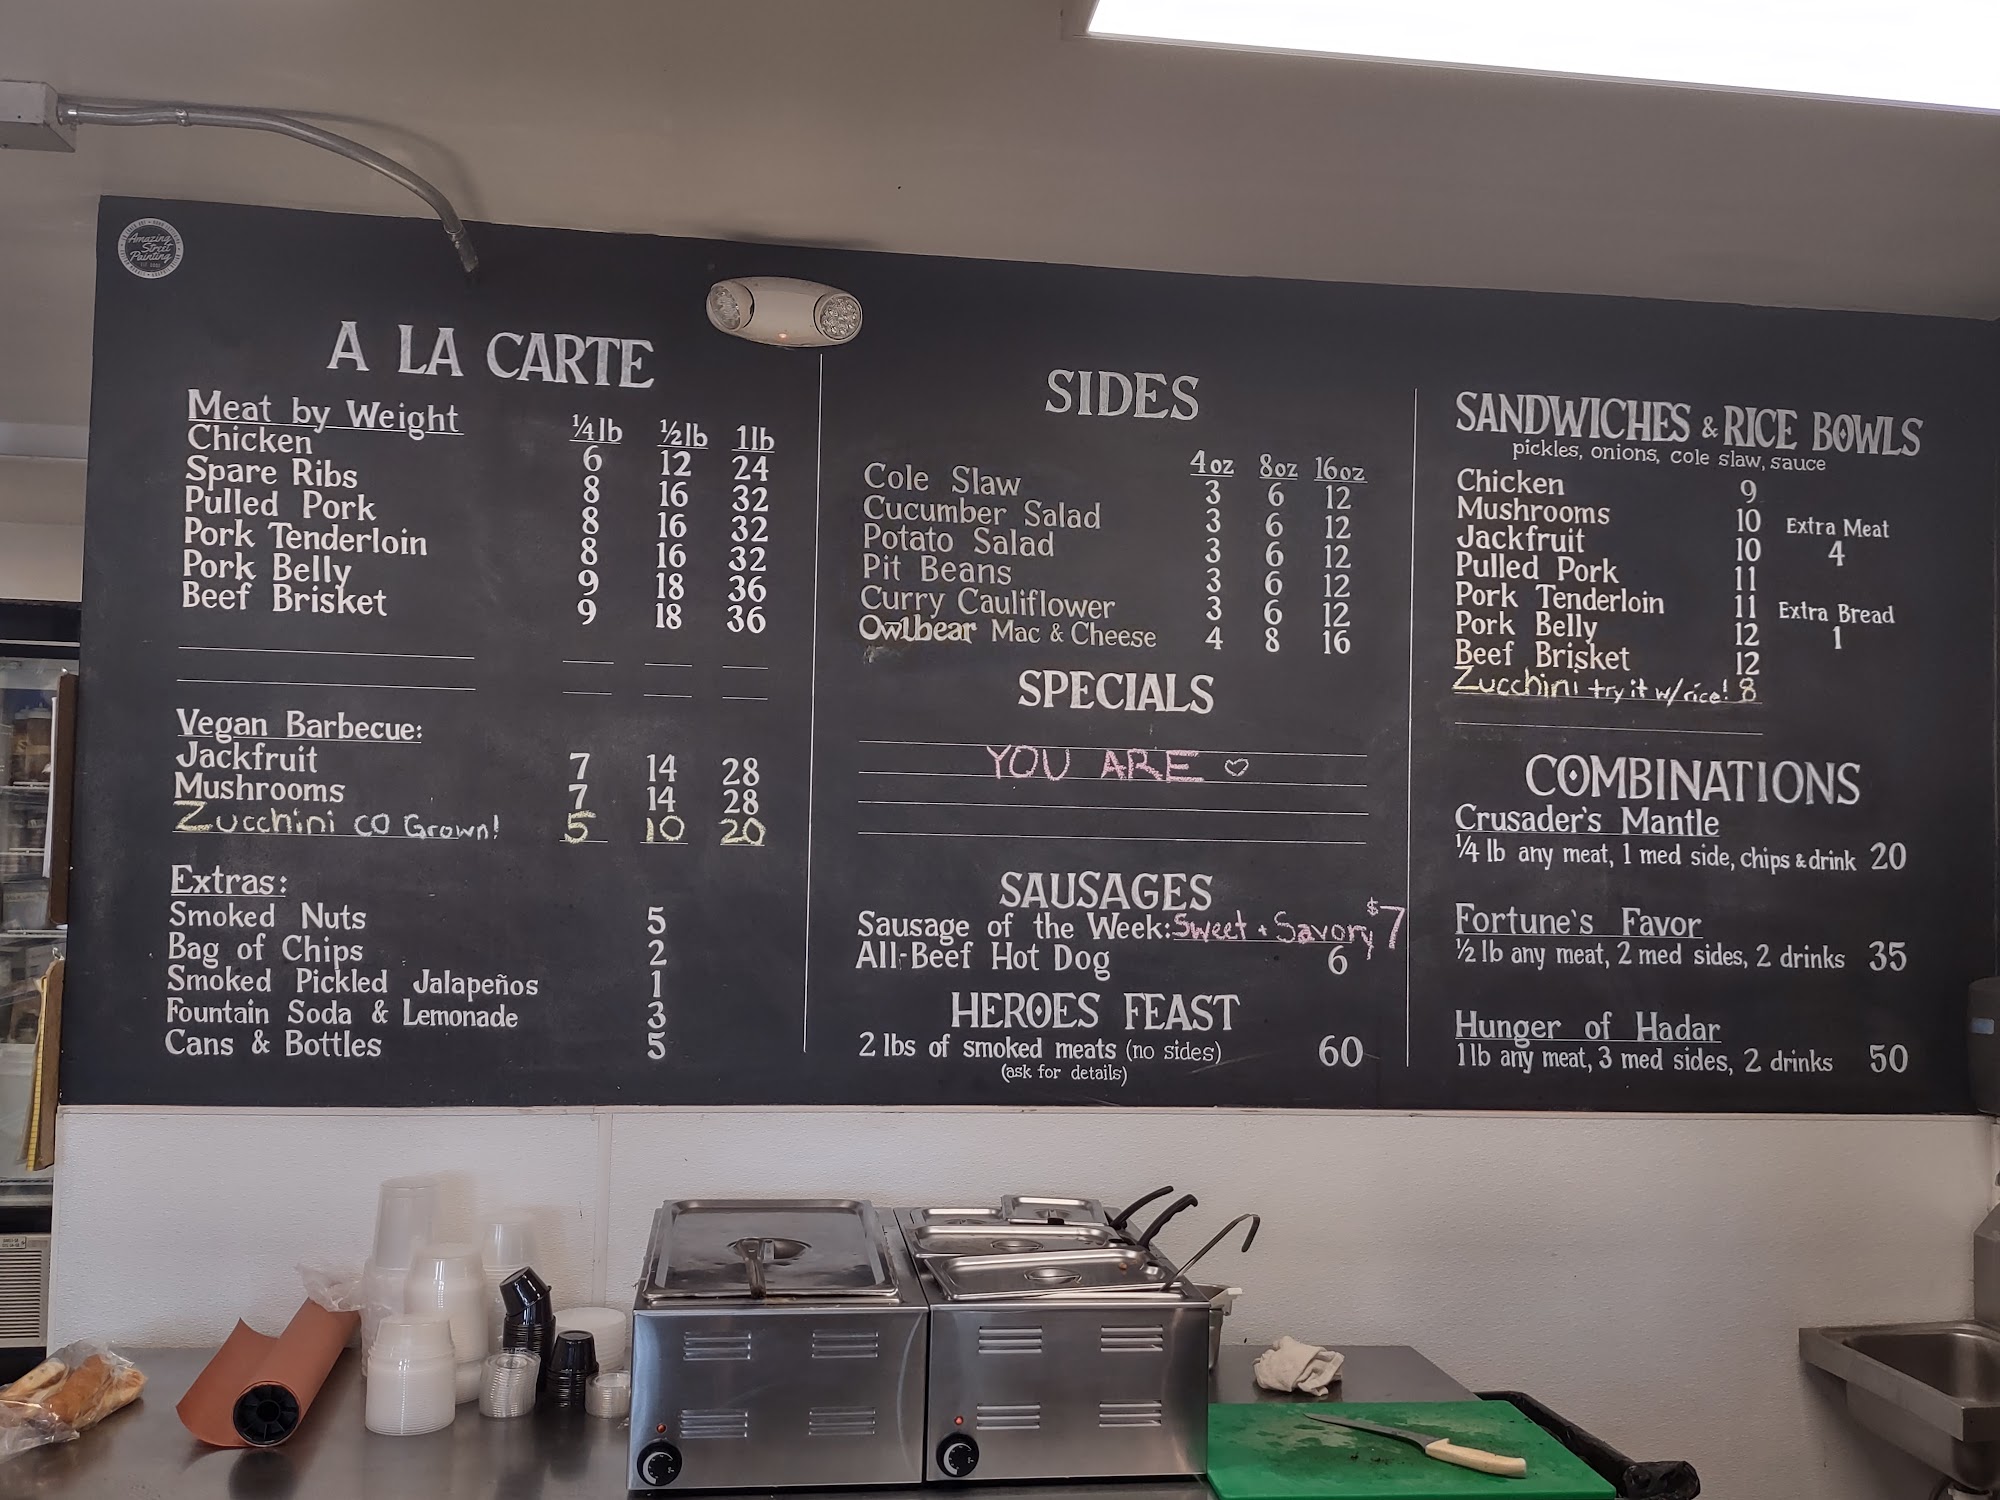 Amazing
Street
Painting
A LA CARTE
Meat by Weight ¼lb ½lb 1lb
Chicken 6 12 24
Spare Ribs 8 16 32
Pulled Pork 8 16 32
Pork Tenderloin 8 16 32
Pork Belly 9 18 36
Beef Brisket 9 18 36
Vegan Barbecue:
Jackfruit 7 14 28
Mushrooms 7 14 28
Zucchini CO Grown! 5 10 20
Extras:
Smoked Nuts 5
Bag of Chips 2
Smoked Pickled Jalapeños 1
Fountain Soda & Lemonade 3
Cans & Bottles 5
SIDES
4oz 8oz 16oz
Cole Slaw 3 6 12
Cucumber Salad 3 6 12
Potato Salad 3 6 12
Pit Beans 3 6 12
Curry Cauliflower 3 6 12
Owlbear Mac & Cheese 4 8 16
SPECIALS
YOU ARE ♡
SAUSAGES
Sausage of the Week: Sweet + Savory $7
All-Beef Hot Dog 6
HEROES FEAST
2 lbs of smoked meats (no sides) 60
(ask for details)
SANDWICHES & RICE BOWLS
pickles, onions, cole slaw, sauce
Chicken 9
Mushrooms 10
Jackfruit 10
Pulled Pork 11
Pork Tenderloin 11
Pork Belly 12
Beef Brisket 12
Zucchini try it w/rice! 8
Extra Meat
4
Extra Bread
1
COMBINATIONS
Crusader's Mantle
¼ lb any meat, 1 med side, chips & drink 20
Fortune's Favor
½ lb any meat, 2 med sides, 2 drinks 35
Hunger of Hadar
1 lb any meat, 3 med sides, 2 drinks 50